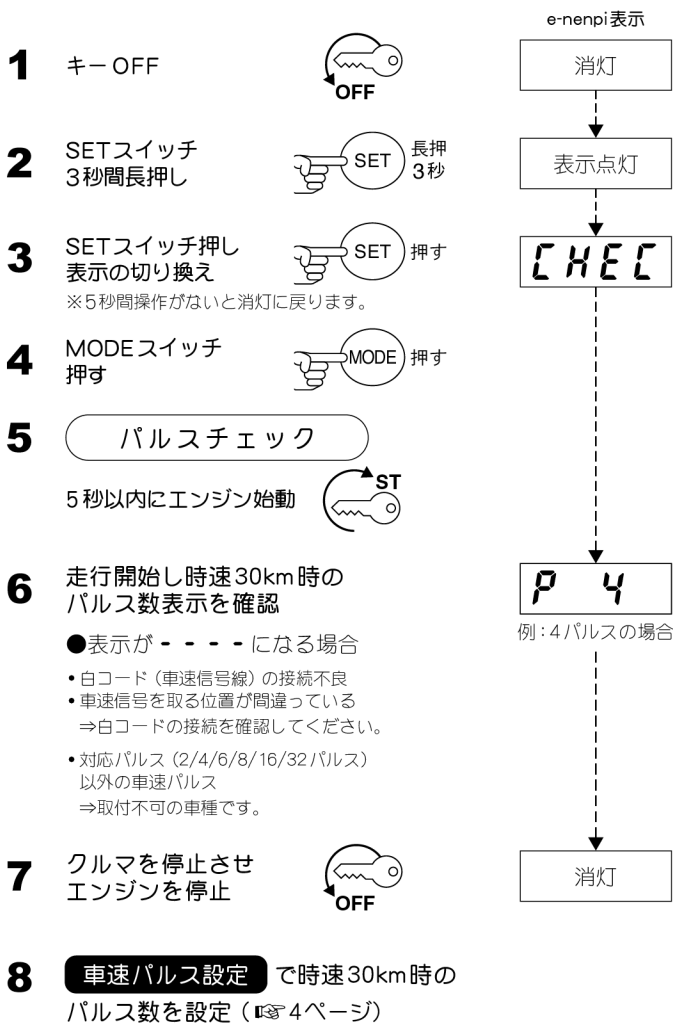 e-nenpi表示
1 キーOFF
OFF
消灯
2 SETスイッチ
3秒間長押し
SET
長押
3秒
表示点灯
3 SETスイッチ押し
表示の切り換え
※5秒間操作がないと消灯に戻ります。
SET 押す
CHEC
4 MODEスイッチ
押す
MODE 押す
5 パルスチェック
5秒以内にエンジン始動
ST
6 走行開始し時速30km時の
パルス数表示を確認
P 4
例:4パルスの場合
●表示が - - - - になる場合
•白コード(車速信号線)の接続不良
•車速信号を取る位置が間違っている
⇒白コードの接続を確認してください。
•対応パルス(2/4/6/8/16/32パルス)
以外の車速パルス
⇒取付不可の車種です。
7 クルマを停止させ
エンジンを停止
OFF
消灯
8 車速パルス設定 で時速30km時の
パルス数を設定(☞4ページ)